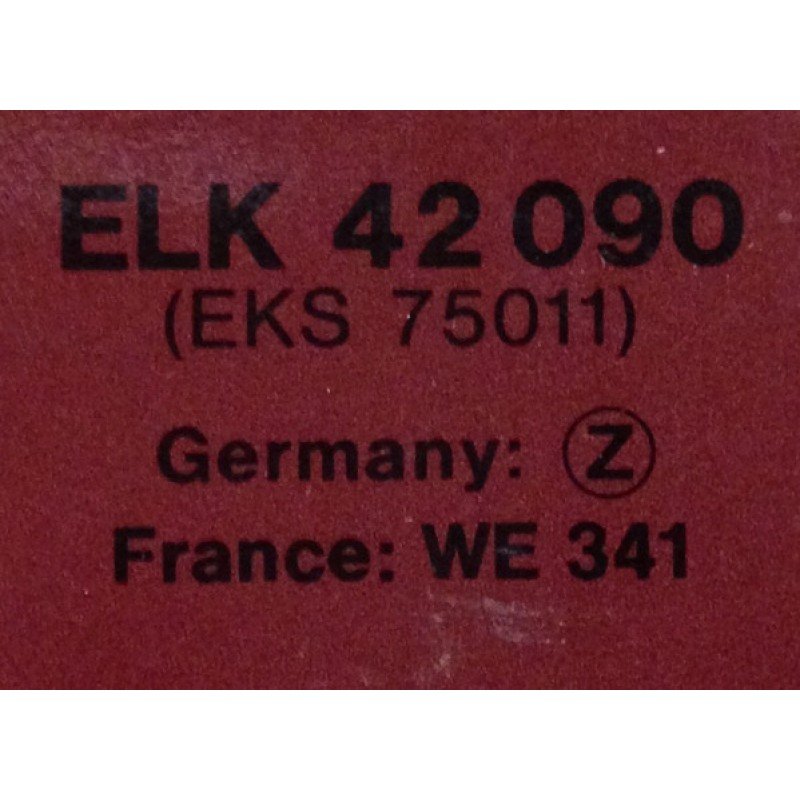 ELK 42 090
(EKS 75011)
Germany: Ⓩ
France: WE 341